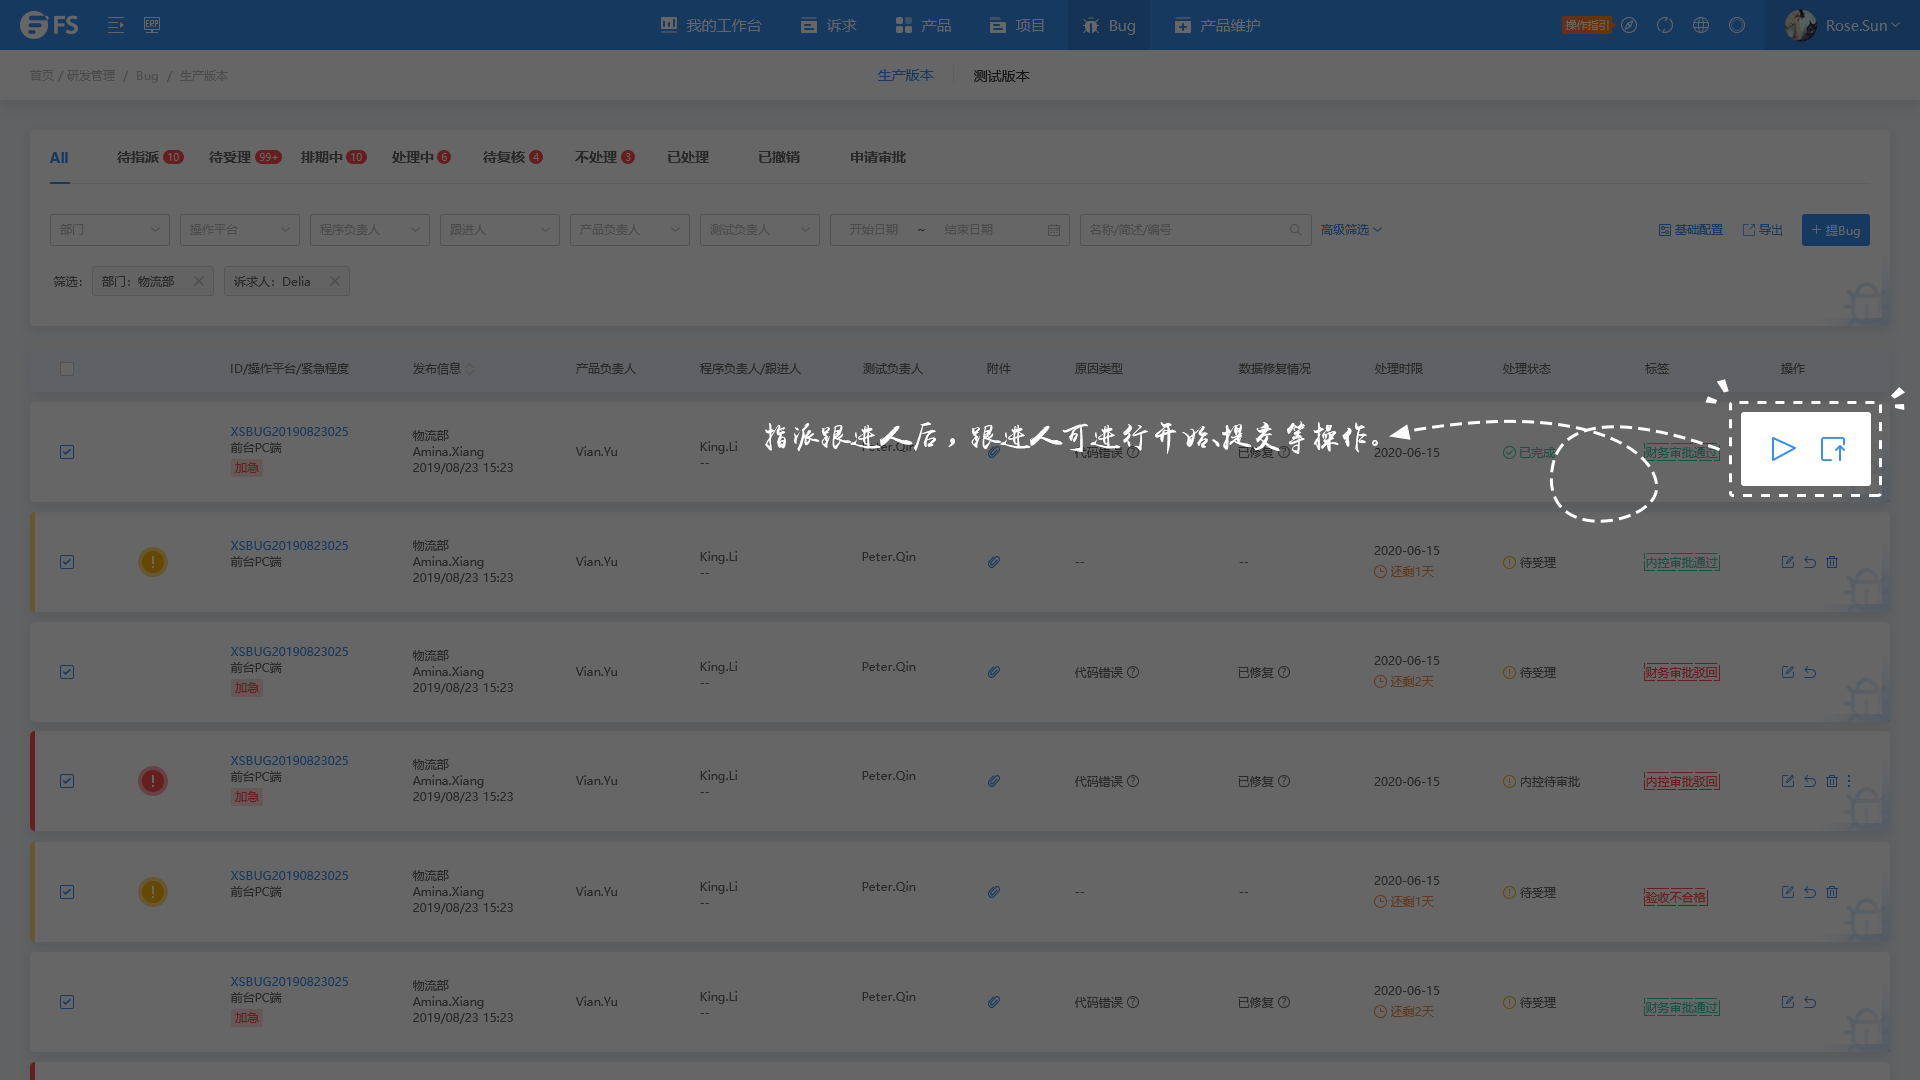 FS ERP 我的工作台 诉求 产品 项目 Bug 产品维护 操作指引 Rose.Sun
首页 / 研发管理 / Bug / 生产版本 生产版本 测试版本
All 待指派 10 待受理 99+ 排期中 10 处理中 6 待复核 4 不处理 3 已处理 已撤销 申请审批
部门 操作平台 程序负责人 跟进人 产品负责人 测试负责人 开始日期 ~ 结束日期 名称/简述/编号 高级筛选 基础配置 导出 + 提Bug
筛选： 部门：物流部 诉求人：Delia
ID/操作平台/紧急程度 发布信息 产品负责人 程序负责人/跟进人 测试负责人 附件 原因类型 数据修复情况 处理时限 处理状态 标签 操作
指派跟进人后，跟进人可进行开始、提交等操作。
XSBUG20190823025
前台PC端
加急
物流部
Amina.Xiang
2019/08/23 15:23
Vian.Yu
King.Li
--
代码错误
已修复
2020-06-15
已完成
财务审批通过
XSBUG20190823025
前台PC端
物流部
Amina.Xiang
2019/08/23 15:23
Vian.Yu
King.Li
--
Peter.Qin
--
--
2020-06-15
还剩1天
待受理
内控审批通过
XSBUG20190823025
前台PC端
加急
物流部
Amina.Xiang
2019/08/23 15:23
Vian.Yu
King.Li
--
Peter.Qin
代码错误
已修复
2020-06-15
还剩2天
待受理
财务审批驳回
XSBUG20190823025
前台PC端
加急
物流部
Amina.Xiang
2019/08/23 15:23
Vian.Yu
King.Li
--
Peter.Qin
代码错误
已修复
2020-06-15
内控待审批
内控审批驳回
XSBUG20190823025
前台PC端
物流部
Amina.Xiang
2019/08/23 15:23
Vian.Yu
King.Li
--
Peter.Qin
--
--
2020-06-15
还剩1天
待受理
验收不合格
XSBUG20190823025
前台PC端
加急
物流部
Amina.Xiang
2019/08/23 15:23
Vian.Yu
King.Li
--
Peter.Qin
代码错误
已修复
2020-06-15
还剩2天
待受理
财务审批通过